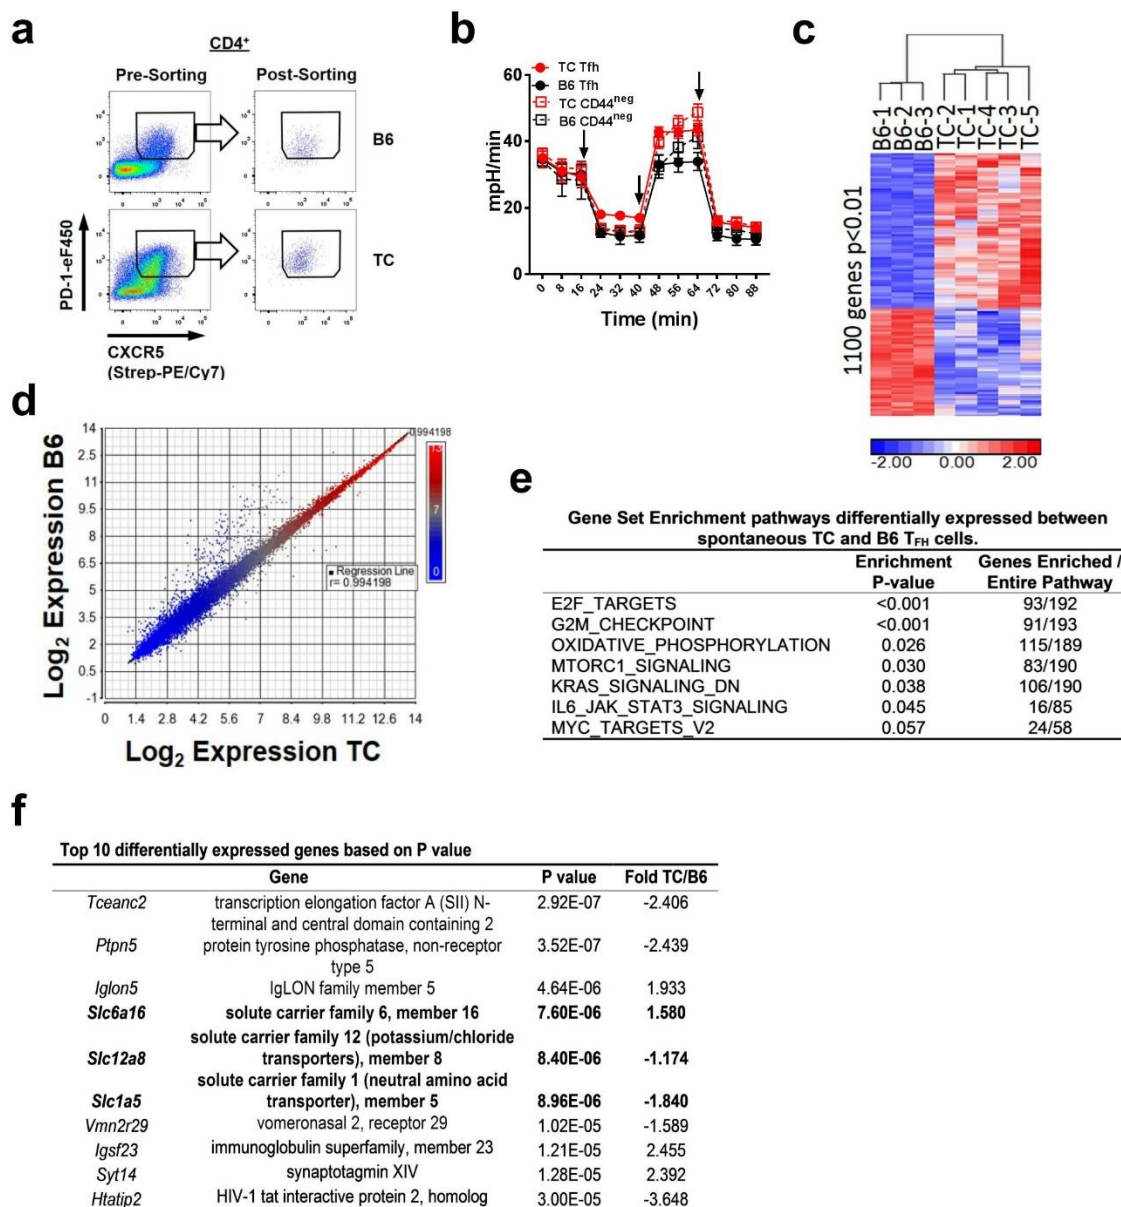 a
CD4+
Pre-Sorting
Post-Sorting
B6
TC
PD-1-eF450
CXCR5
(Strep-PE/Cy7)
b
TC Tfh
B6 Tfh
TC CD44neg
B6 CD44neg
mpH/min
60
40
20
0
0 8 16 24 32 40 48 56 64 72 80 88
Time (min)
c
B6-1 B6-2 B6-3 TC-2 TC-1 TC-4 TC-3 TC-5
1100 genes p<0.01
-2.00 0.00 2.00
d
Log2 Expression B6
14
2.5
11
9.5
8
6.5
5
3.5
2
0.5
-1
0 1.4 2.8 4.2 5.6 7 8.4 9.8 11.2 12.6 14
Log2 Expression TC
0.994198
13
7
0
Regression Line
r= 0.994198
e
Gene Set Enrichment pathways differentially expressed between
spontaneous TC and B6 TFH cells.
Enrichment Genes Enriched /
P-value Entire Pathway
E2F_TARGETS <0.001 93/192
G2M_CHECKPOINT <0.001 91/193
OXIDATIVE_PHOSPHORYLATION 0.026 115/189
MTORC1_SIGNALING 0.030 83/190
KRAS_SIGNALING_DN 0.038 106/190
IL6_JAK_STAT3_SIGNALING 0.045 16/85
MYC_TARGETS_V2 0.057 24/58
f
Top 10 differentially expressed genes based on P value
Gene P value Fold TC/B6
Tceanc2 transcription elongation factor A (SII) N- 2.92E-07 -2.406
terminal and central domain containing 2
Ptpn5 protein tyrosine phosphatase, non-receptor 3.52E-07 -2.439
type 5
Iglon5 IgLON family member 5 4.64E-06 1.933
Slc6a16 solute carrier family 6, member 16 7.60E-06 1.580
solute carrier family 12 (potassium/chloride
Slc12a8 transporters), member 8 8.40E-06 -1.174
solute carrier family 1 (neutral amino acid
Slc1a5 transporter), member 5 8.96E-06 -1.840
Vmn2r29 vomeronasal 2, receptor 29 1.02E-05 -1.589
Igsf23 immunoglobulin superfamily, member 23 1.21E-05 2.455
Syt14 synaptotagmin XIV 1.28E-05 2.392
Htatip2 HIV-1 tat interactive protein 2, homolog 3.00E-05 -3.648